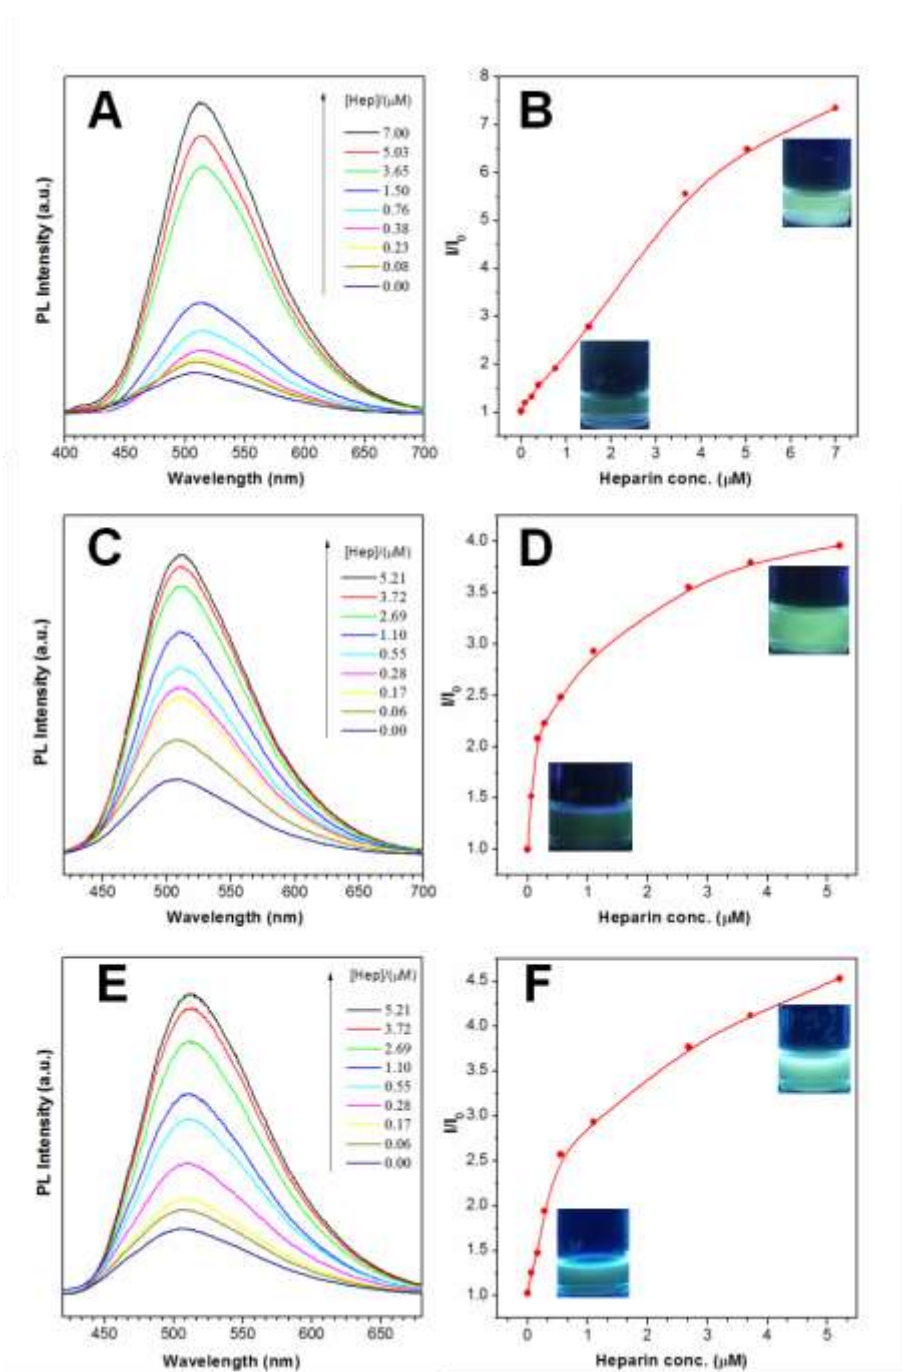 A
[Hep]/(μM)
7.00
5.03
3.65
1.50
0.76
0.38
0.23
0.08
0.00
PL Intensity (a.u.)
400 450 500 550 600 650 700
Wavelength (nm)
B
8
7
6
5
4
3
2
1
I/I0
0 1 2 3 4 5 6 7
Heparin conc. (μM)
C
[Hep]/(μM)
5.21
3.72
2.69
1.10
0.55
0.28
0.17
0.06
0.00
PL Intensity (a.u.)
450 500 550 600 650 700
Wavelength (nm)
D
4.0
3.5
3.0
2.5
2.0
1.5
1.0
I/I0
0 1 2 3 4 5
Heparin conc. (μM)
E
[Hep]/(μM)
5.21
3.72
2.69
1.10
0.55
0.28
0.17
0.06
0.00
PL Intensity (a.u.)
450 500 550 600 650
Wavelength (nm)
F
4.5
4.0
3.5
3.0
2.5
2.0
1.5
1.0
I/I0
0 1 2 3 4 5
Heparin conc. (μM)